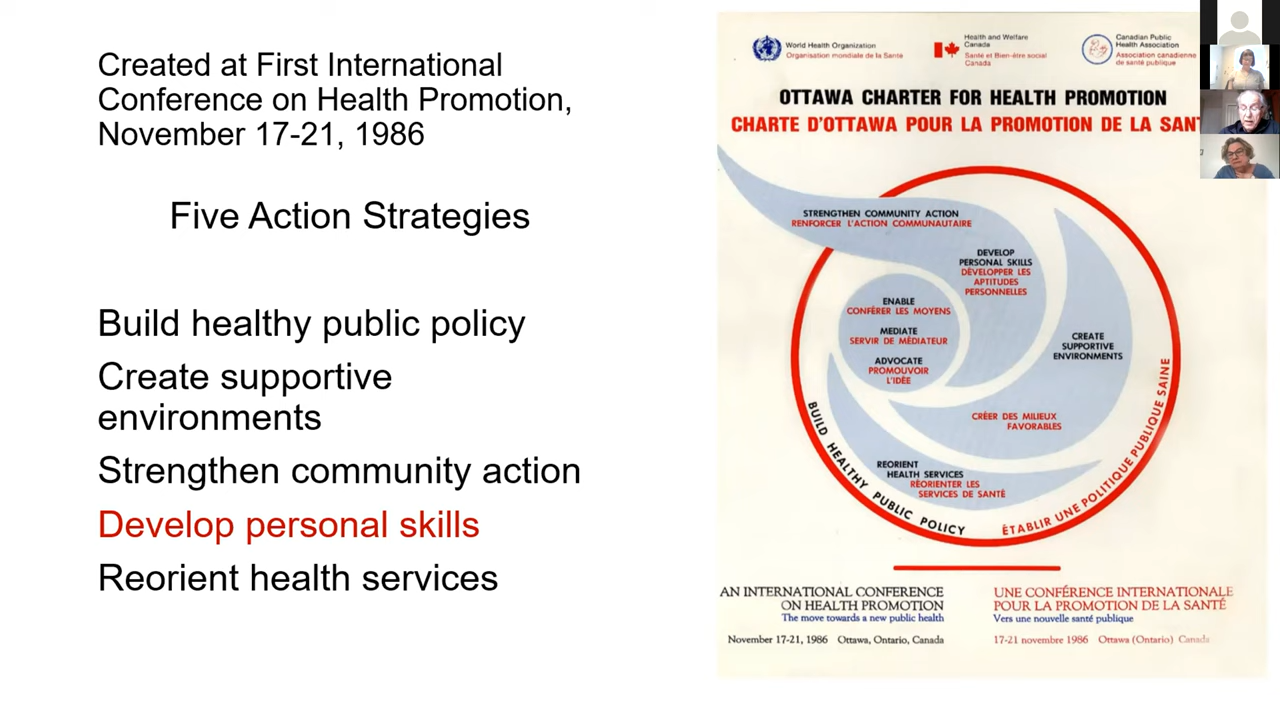 Created at First International
Conference on Health Promotion,
November 17-21, 1986
Five Action Strategies
Build healthy public policy
Create supportive
environments
Strengthen community action
Develop personal skills
Reorient health services
World Health Organization
Organisation mondiale de la Santé
Health and Welfare
Canada
Santé et Bien-être social
Canada
Canadian Public
Health Association
Association canadienne
de santé publique
OTTAWA CHARTER FOR HEALTH PROMOTION
CHARTE D'OTTAWA POUR LA PROMOTION DE LA SANT
STRENGTHEN COMMUNITY ACTION
RENFORCER L'ACTION COMMUNAUTAIRE
DEVELOP
PERSONAL SKILLS
DÉVELOPPER LES
APTITUDES
PERSONNELLES
ENABLE
CONFÉRER LES MOYENS
MEDIATE
SERVIR DE MÉDIATEUR
ADVOCATE
PROMOUVOIR
L'IDÈE
CREATE
SUPPORTIVE
ENVIRONMENTS
CRÉER DES MILIEUX
FAVORABLES
REORIENT
HEALTH SERVICES
RÉORIENTER LES
SERVICES DE SANTÉ
BUILD HEALTHY PUBLIC POLICY
ÉTABLIR UNE POLITIQUE PUBLIQUE SAINE
AN INTERNATIONAL CONFERENCE
ON HEALTH PROMOTION
The move towards a new public health
November 17-21, 1986 Ottawa, Ontario, Canada
UNE CONFÉRENCE INTERNATIONALE
POUR LA PROMOTION DE LA SANTÉ
Vers une nouvelle santé publique
17-21 novembre 1986 Ottawa (Ontario) Canada